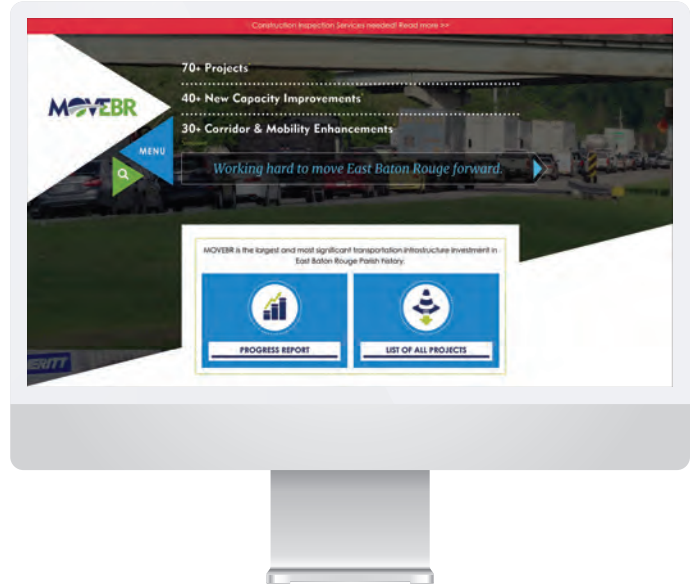 Construction Inspection Services needed! Read more >>
70+ Projects
40+ New Capacity Improvements
30+ Corridor & Mobility Enhancements
MOVEBR
MENU
Working hard to move East Baton Rouge forward.
MOVEBR is the largest and most significant transportation infrastructure investment in
East Baton Rouge Parish history.
PROGRESS REPORT
LIST OF ALL PROJECTS